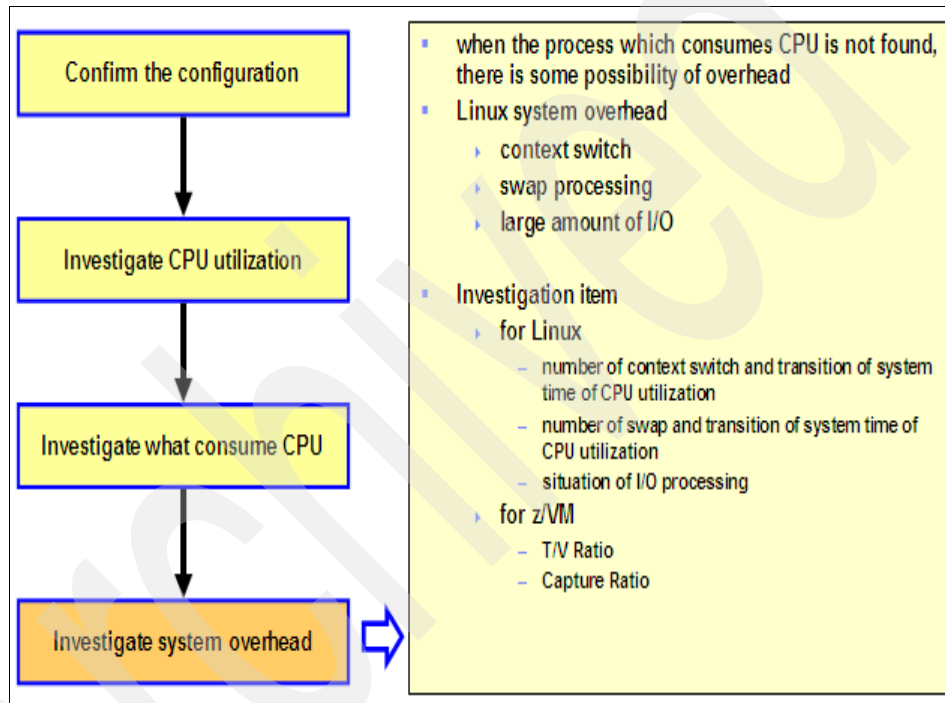 Confirm the configuration
Investigate CPU utilization
Investigate what consume CPU
Investigate system overhead
when the process which consumes CPU is not found,
there is some possibility of overhead
Linux system overhead
context switch
swap processing
large amount of I/O
Investigation item
for Linux
– number of context switch and transition of system
time of CPU utilization
– number of swap and transition of system time of
CPU utilization
– situation of I/O processing
for z/VM
– T/V Ratio
– Capture Ratio
Archived